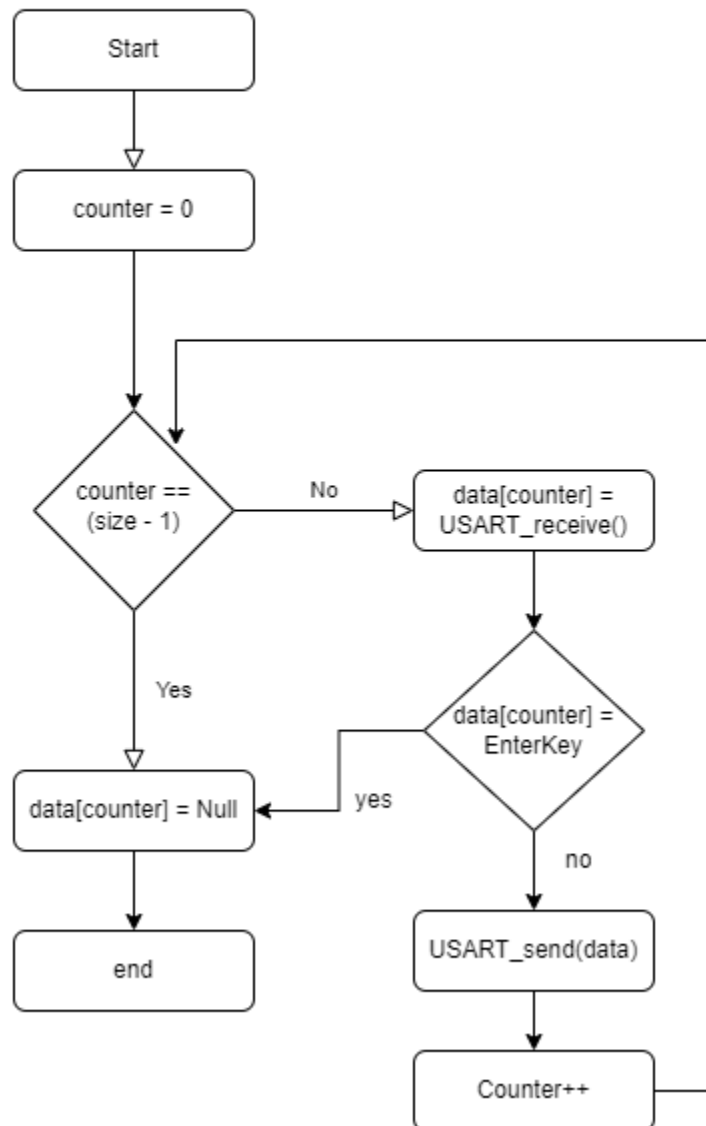 Start
counter = 0
counter ==
(size - 1)
No
data[counter] =
USART_receive()
Yes
data[counter] =
EnterKey
data[counter] = Null
yes
no
end
USART_send(data)
Counter++